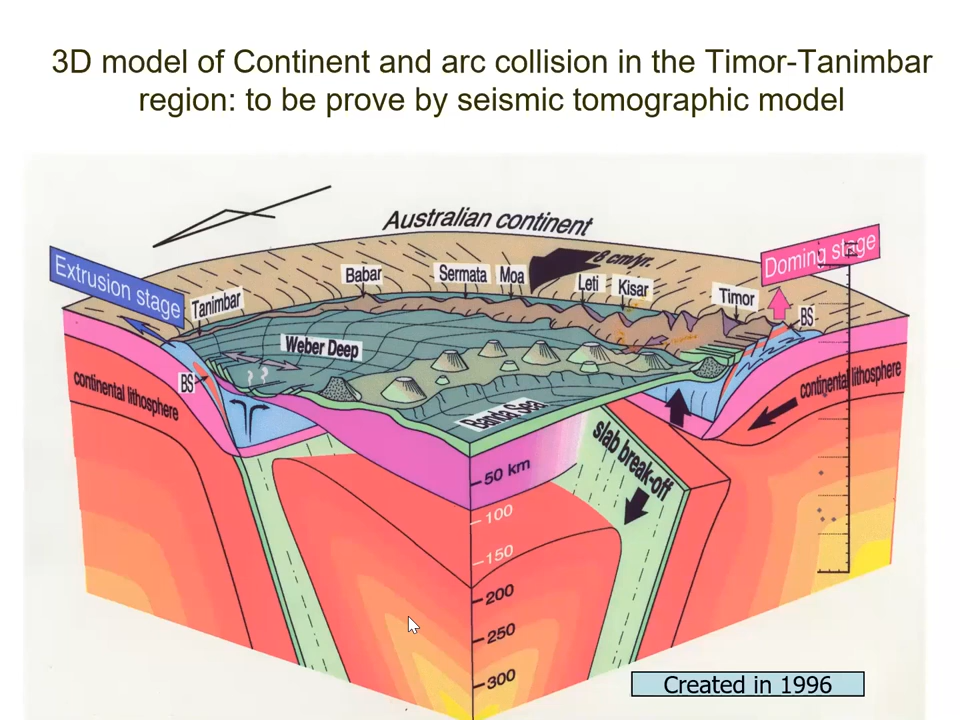 3D model of Continent and arc collision in the Timor-Tanimbar
region: to be prove by seismic tomographic model
Australian continent
8 cm/yr.
Extrusion stage
Doming stage
Tanimbar
Babar
Sermata
Moa
Leti
Kisar
Timor
BS
Weber Deep
BS
? ?
continental lithosphere
continental lithosphere
Banda Sea
slab break-off
50 km
100
150
200
250
300
Created in 1996